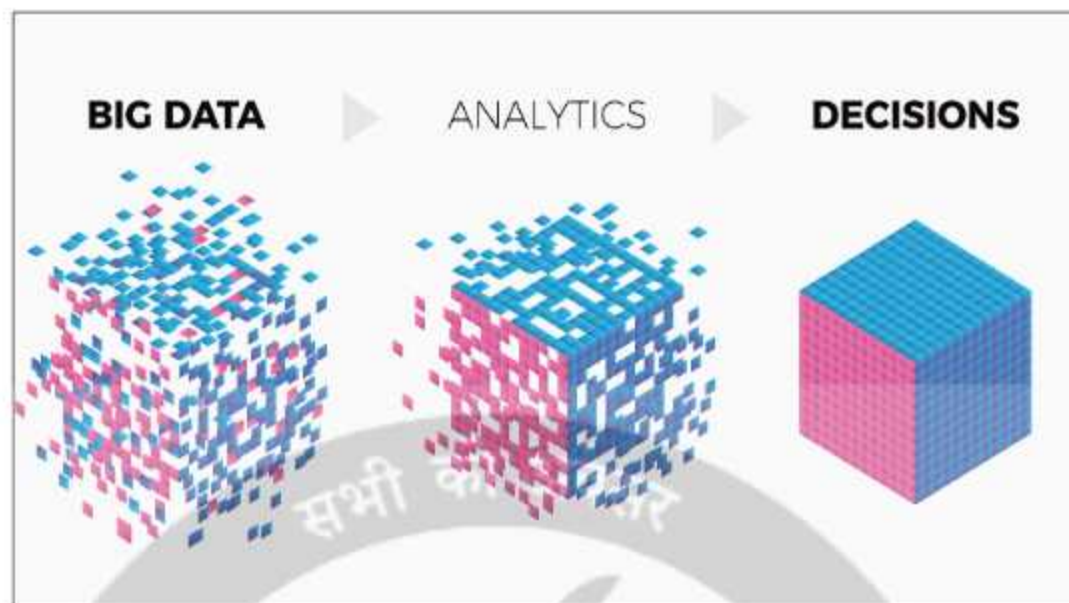 BIG DATA ANALYTICS DECISIONS
सभी के